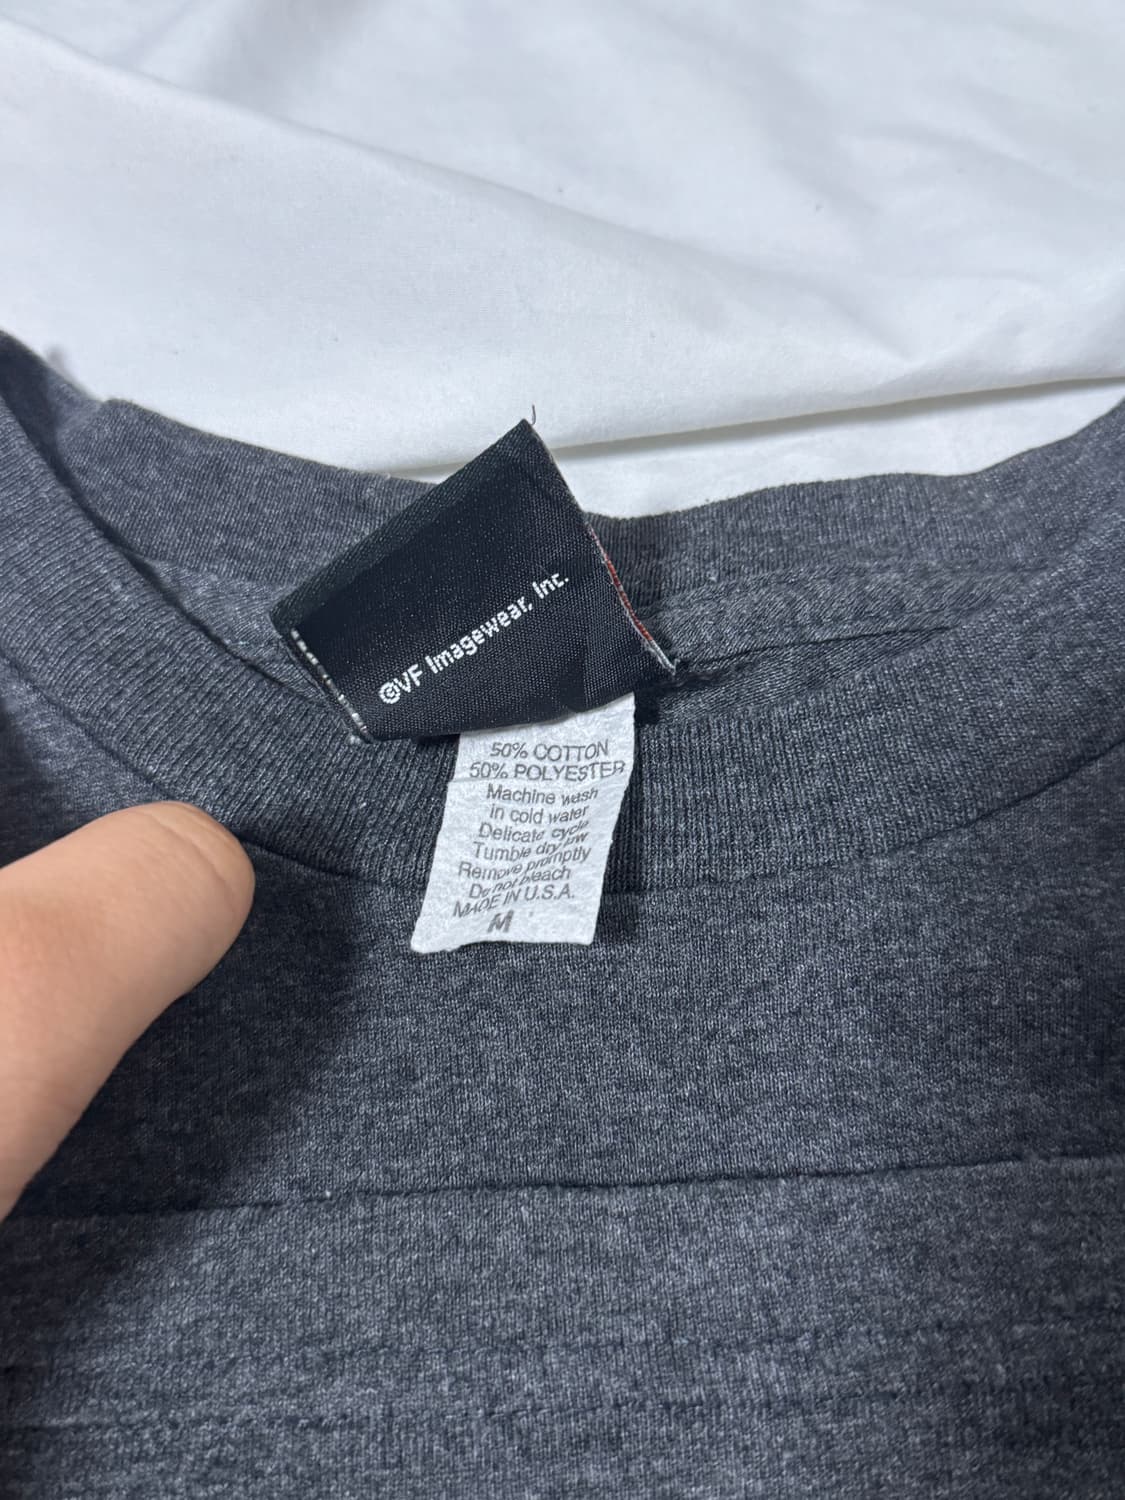 ©VF Imagewear, Inc.
50% COTTON
50% POLYESTER
Machine wash
in cold water
Delicate cycle
Tumble dry low
Remove promptly
Do not bleach
MADE IN U.S.A.
M